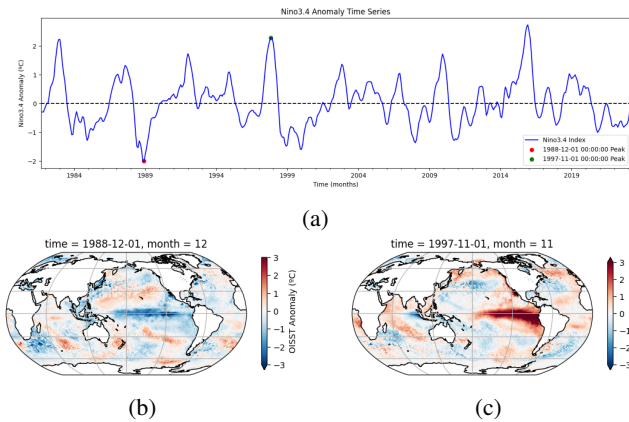 Nino3.4 Anomaly Time Series
Nino3.4 Anomaly (ºC)
2
1
0
−1
−2
1984
1989
1994
1999
2004
2010
2014
2019
Time (months)
Nino3.4 Index
1988-12-01 00:00:00 Peak
1997-11-01 00:00:00 Peak
(a)
time = 1988-12-01, month = 12
3
2
1
0
−1
−2
−3
OISST Anomaly (ºC)
(b)
time = 1997-11-01, month = 11
3
2
1
0
−1
−2
−3
(c)